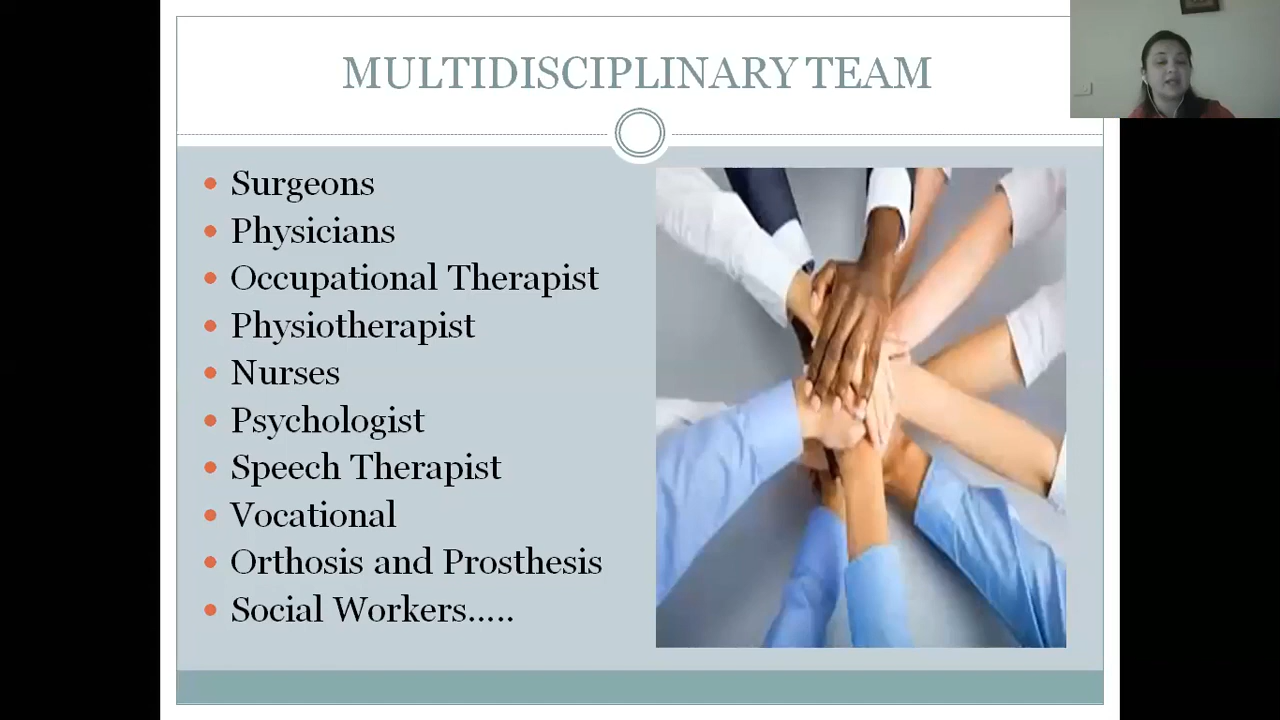 MULTIDISCIPLINARY TEAM
Surgeons
Physicians
Occupational Therapist
Physiotherapist
Nurses
Psychologist
Speech Therapist
Vocational
Orthosis and Prosthesis
Social Workers.....